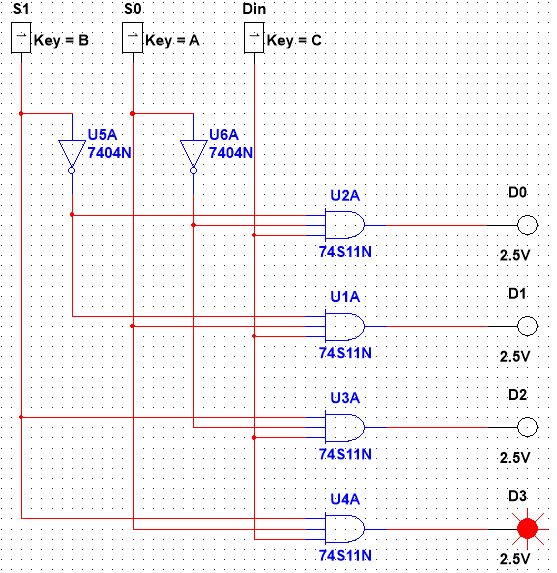 S1 S0 Din
Key = B Key = A Key = C
U5A U6A
7404N 7404N
U2A D0
74S11N 2.5V
U1A D1
74S11N 2.5V
U3A D2
74S11N 2.5V
U4A D3
74S11N 2.5V